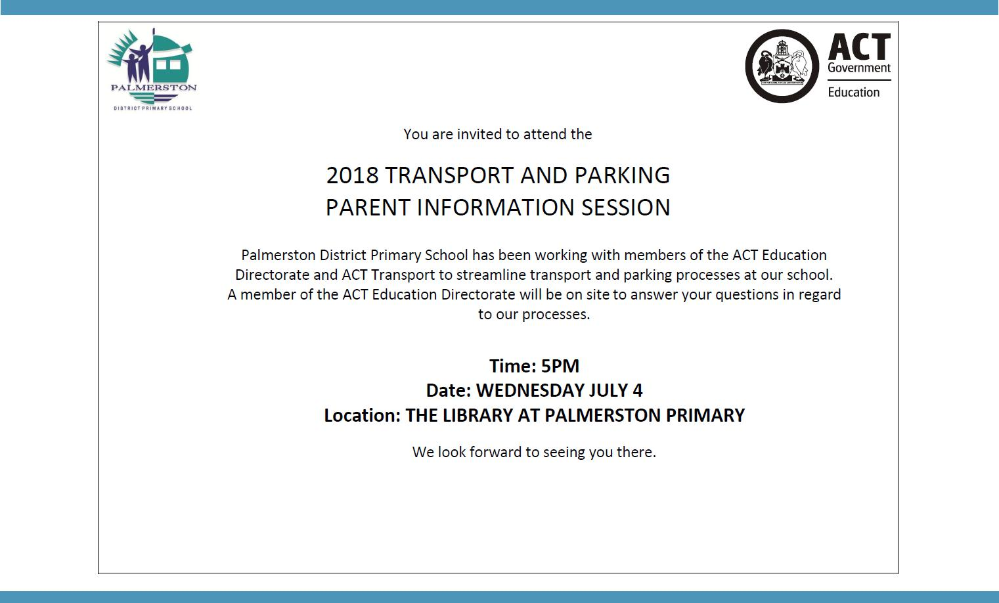 PALMERSTON
DISTRICT PRIMARY SCHOOL
ACT
Government
Education
You are invited to attend the
2018 TRANSPORT AND PARKING
PARENT INFORMATION SESSION
Palmerston District Primary School has been working with members of the ACT Education
Directorate and ACT Transport to streamline transport and parking processes at our school.
A member of the ACT Education Directorate will be on site to answer your questions in regard
to our processes.
Time: 5PM
Date: WEDNESDAY JULY 4
Location: THE LIBRARY AT PALMERSTON PRIMARY
We look forward to seeing you there.